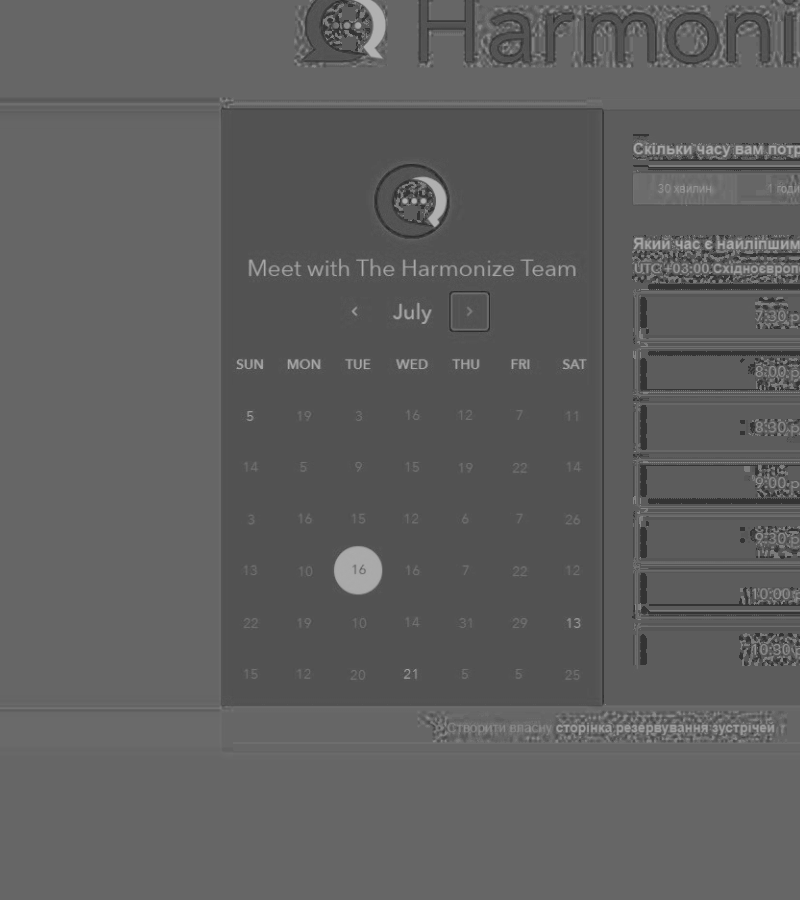 Harmoni
Meet with The Harmonize Team
July
SUN MON TUE WED THU FRI SAT
5 19 3 16 12 7 11
14 5 9 15 19 22 14
3 16 15 12 6 7 26
13 10 16 16 7 22 12
22 19 10 14 31 29 13
15 12 20 21 5 5 25
Скільки часу вам потр
30 хвилин 1 годи
Який час є найліпшим
UTC +03:00 Східноєвропе
7:30 р
8:00 р
8:30 р
9:00 р
9:30 р
10:00
10:30 р
Створити власну сторінка резервування зустрічей